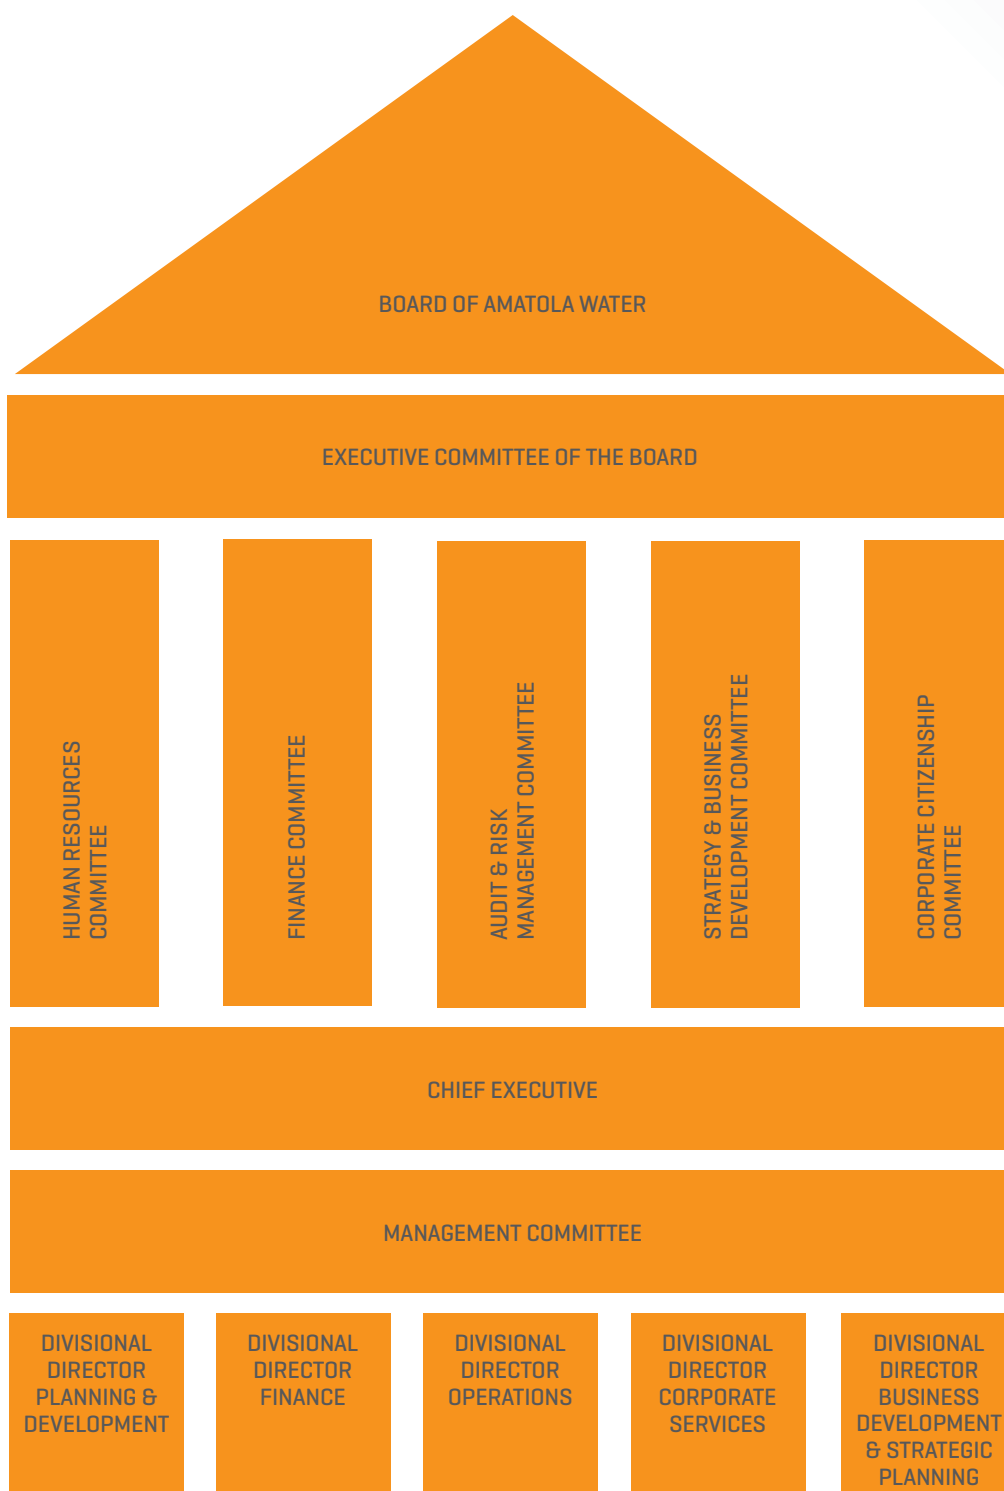 BOARD OF AMATOLA WATER
EXECUTIVE COMMITTEE OF THE BOARD
HUMAN RESOURCES
COMMITTEE
FINANCE COMMITTEE
AUDIT & RISK
MANAGEMENT COMMITTEE
STRATEGY & BUSINESS
DEVELOPMENT COMMITTEE
CORPORATE CITIZENSHIP
COMMITTEE
CHIEF EXECUTIVE
MANAGEMENT COMMITTEE
DIVISIONAL
DIRECTOR
PLANNING &
DEVELOPMENT
DIVISIONAL
DIRECTOR
FINANCE
DIVISIONAL
DIRECTOR
OPERATIONS
DIVISIONAL
DIRECTOR
CORPORATE
SERVICES
DIVISIONAL
DIRECTOR
BUSINESS
DEVELOPMENT
& STRATEGIC
PLANNING